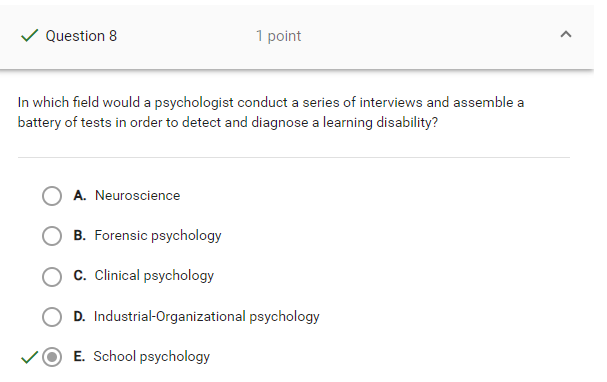 Question 8 1 point
In which field would a psychologist conduct a series of interviews and assemble a
battery of tests in order to detect and diagnose a learning disability?
A. Neuroscience
B. Forensic psychology
C. Clinical psychology
D. Industrial-Organizational psychology
E. School psychology